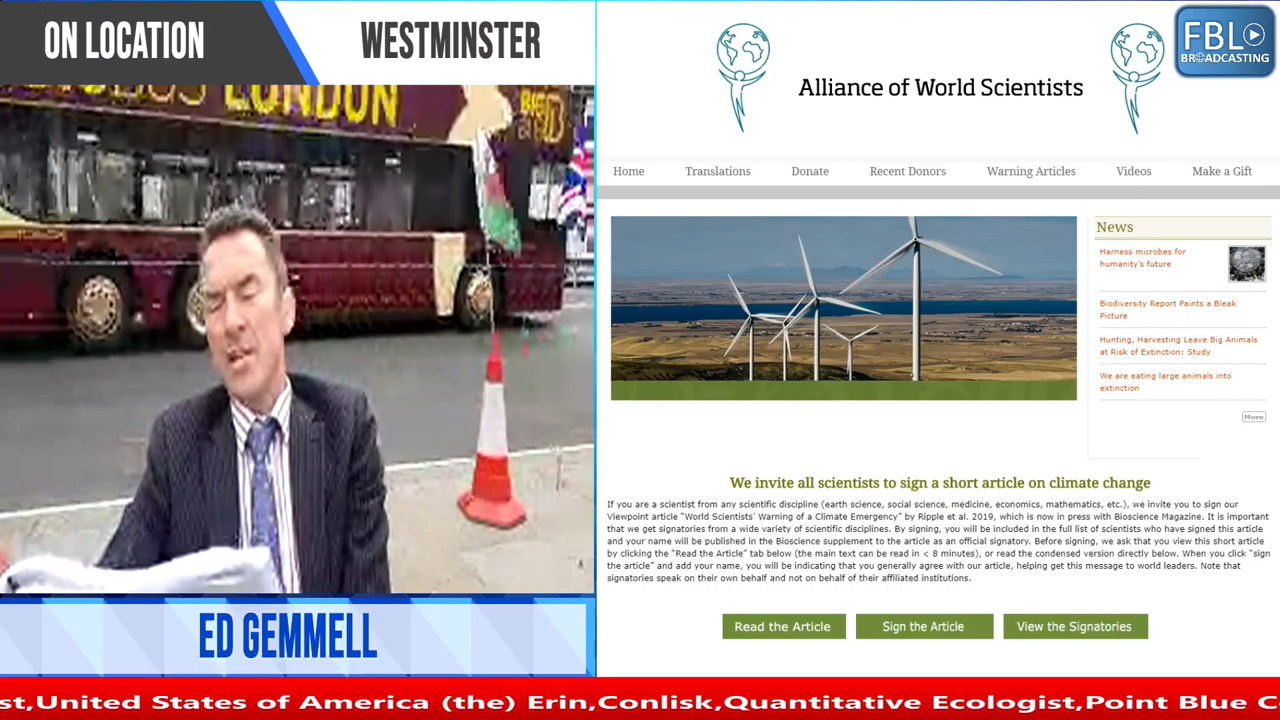 ON LOCATION
WESTMINSTER
FBL
BROADCASTING
LONDON
BIG
Alliance of World Scientists
Home
Translations
Donate
Recent Donors
Warning Articles
Videos
Make a Gift
News
Harness microbes for
humanity's future
Biodiversity Report Paints a Bleak
Picture
Hunting, Harvesting Leave Big Animals
at Risk of Extinction: Study
We are eating large animals into
extinction
More
We invite all scientists to sign a short article on climate change
If you are a scientist from any scientific discipline (earth science, social science, medicine, economics, mathematics, etc.), we invite you to sign our
Viewpoint article "World Scientists' Warning of a Climate Emergency" by Ripple et al. 2019, which is now in press with Bioscience Magazine. It is important
that we get signatories from a wide variety of scientific disciplines. By signing, you will be included in the full list of scientists who have signed this article
and your name will be published in the Bioscience supplement to the article as an official signatory. Before signing, we ask that you view this short article
by clicking the "Read the Article" tab below (the main text can be read in < 8 minutes), or read the condensed version directly below. When you click "sign
the article" and add your name, you will be indicating that you generally agree with our article, helping get this message to world leaders. Note that
signatories speak on their own behalf and not on behalf of their affiliated institutions.
Read the Article
Sign the Article
View the Signatories
ED GEMMELL
st,United States of America (the) Erin,Conlisk,Quantitative Ecologist,Point Blue C